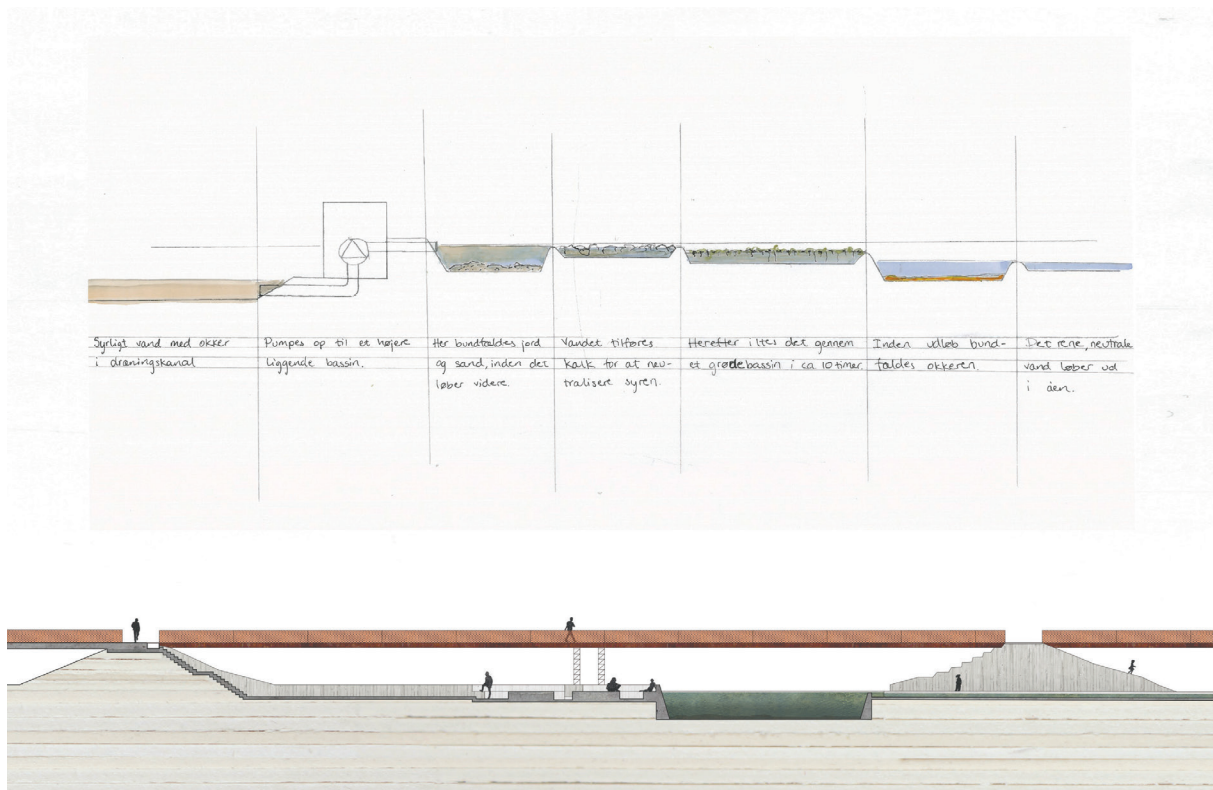 Syrligt vand med okker
i dræningskanal
Pumpes op til et højere
liggende bassin.
Her bundfældes jord
og sand, inden det
løber videre.
Vandet tilføres
kalk for at neu-
tralisere syren.
Herefter iltes det gennem
et grødebassin i ca 10 timer.
Inden udløb bund-
fældes okkeren.
Det rene, neutrale
vand løber ud
i åen.